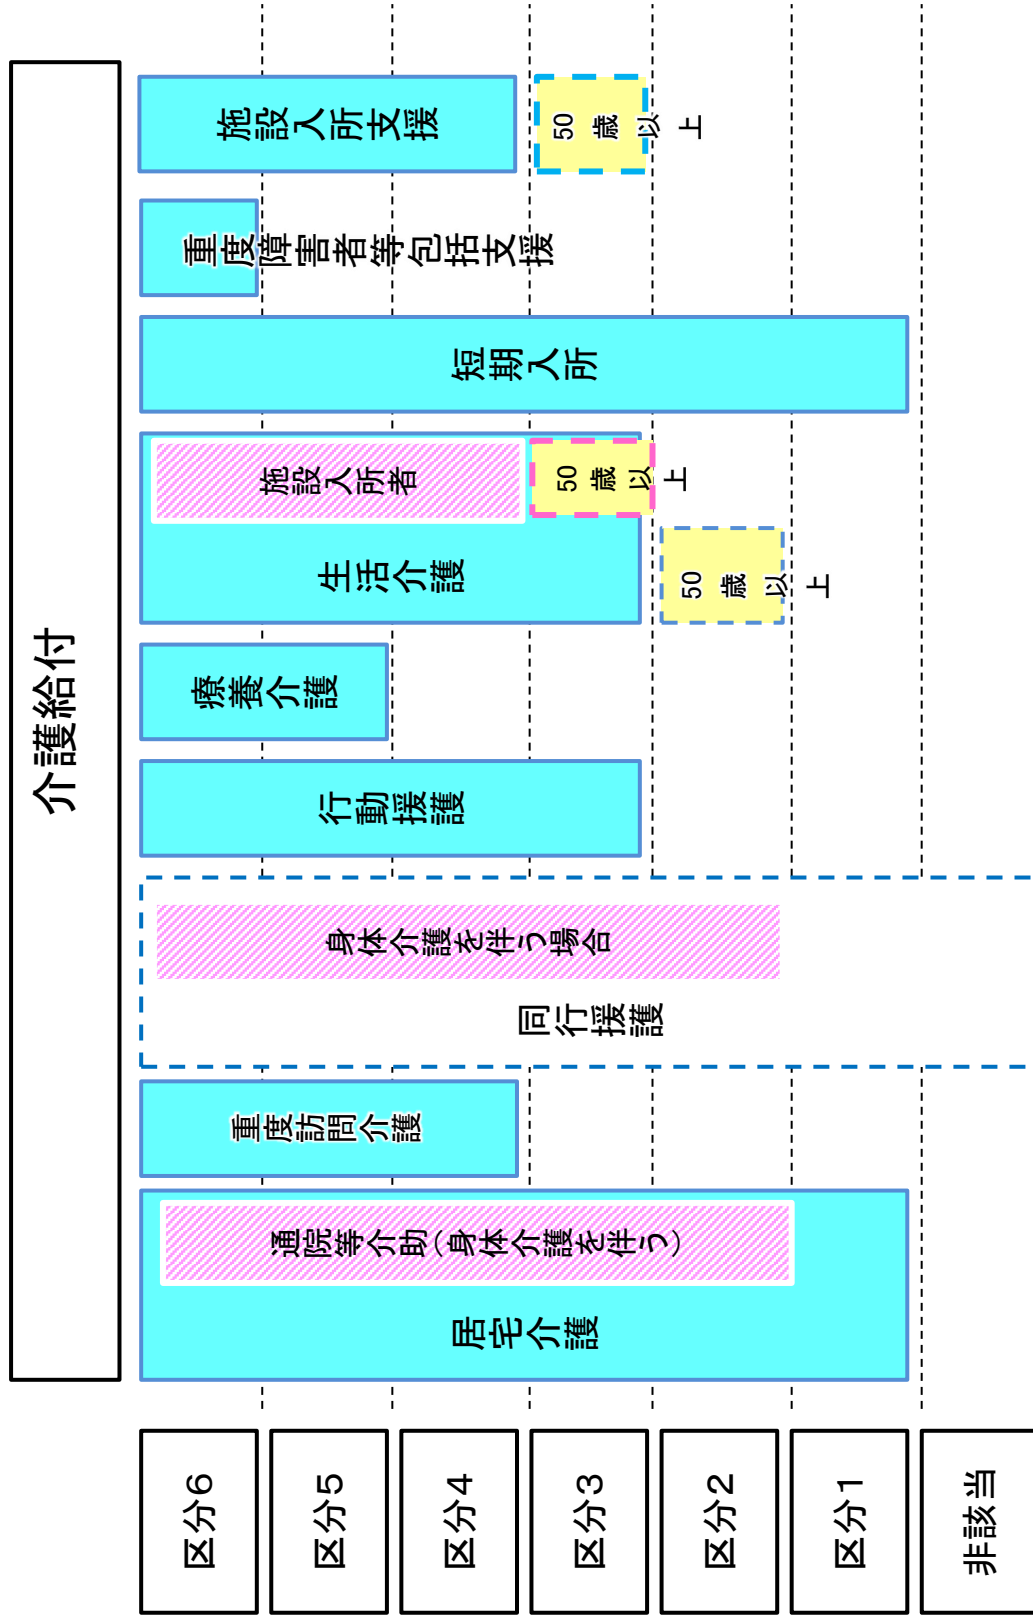 介護給付
区分6
区分5
区分4
区分3
区分2
区分1
非該当
居宅介護
通院等介助(身体介護を伴う)
重度訪問介護
同行援護
身体介護を伴う場合
行動援護
療養介護
生活介護
施設入所者
50歳以上
50歳以上
短期入所
重度障害者等包括支援
施設入所支援
50歳以上